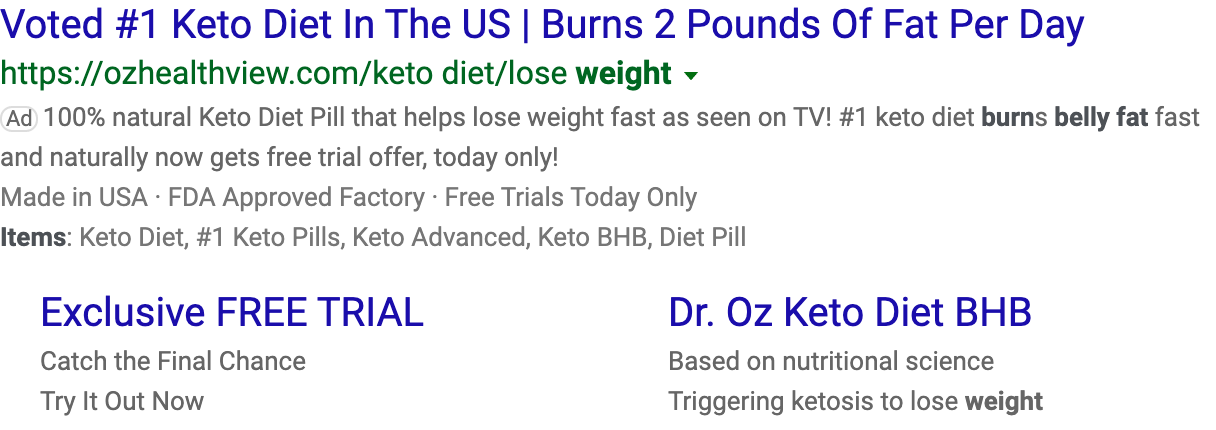 Voted #1 Keto Diet In The US | Burns 2 Pounds Of Fat Per Day
https://ozhealthview.com/keto diet/lose weight
Ad 100% natural Keto Diet Pill that helps lose weight fast as seen on TV! #1 keto diet burns belly fat fast
and naturally now gets free trial offer, today only!
Made in USA · FDA Approved Factory · Free Trials Today Only
Items: Keto Diet, #1 Keto Pills, Keto Advanced, Keto BHB, Diet Pill
Exclusive FREE TRIAL
Catch the Final Chance
Try It Out Now
Dr. Oz Keto Diet BHB
Based on nutritional science
Triggering ketosis to lose weight